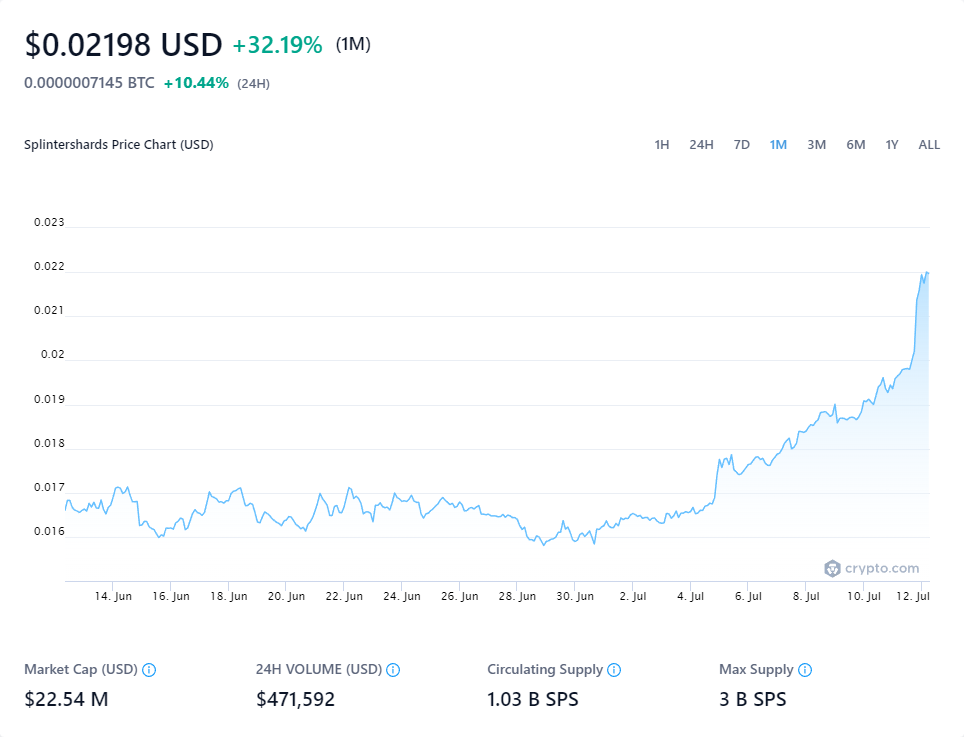 $0.02198 USD +32.19% (1M)
0.0000007145 BTC +10.44% (24H)
Splintershards Price Chart (USD)
1H 24H 7D 1M 3M 6M 1Y ALL
0.023
0.022
0.021
0.02
0.019
0.018
0.017
0.016
crypto.com
14. Jun 16. Jun 18. Jun 20. Jun 22. Jun 24. Jun 26. Jun 28. Jun 30. Jun 2. Jul 4. Jul 6. Jul 8. Jul 10. Jul 12. Jul
Market Cap (USD) 24H VOLUME (USD) Circulating Supply Max Supply
$22.54 M $471,592 1.03 B SPS 3 B SPS